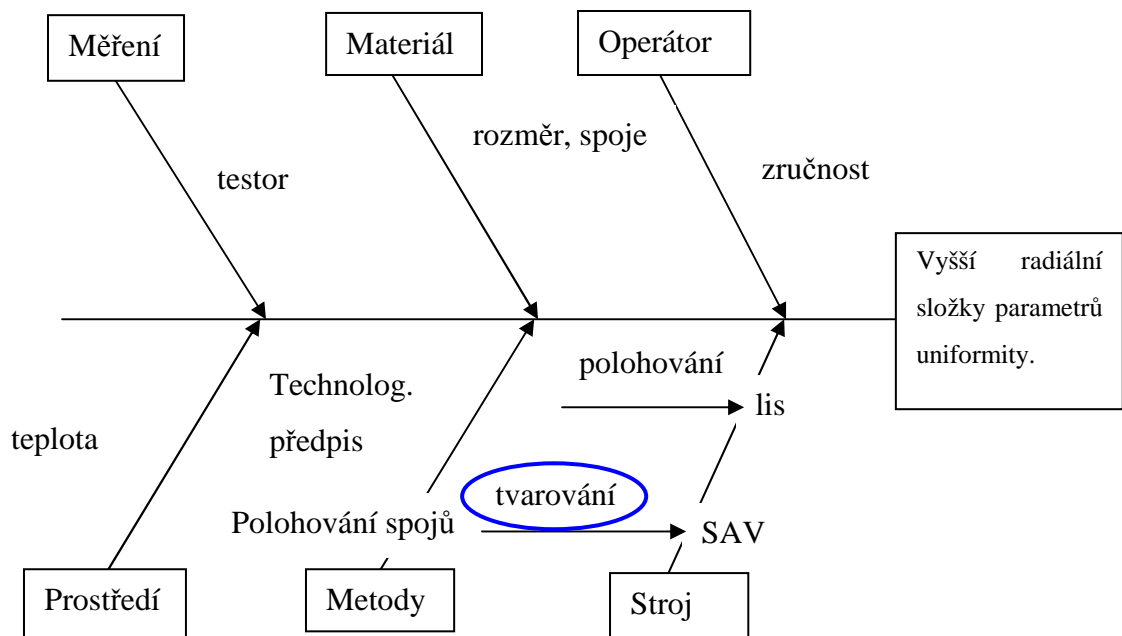 Měření
Materiál
Operátor
rozměr, spoje
testor
zručnost
Vyšší radiální
složky parametrů
uniformity.
polohování
Technolog.
předpis
lis
teplota
tvarování
Polohování spojů
SAV
Prostředí
Metody
Stroj